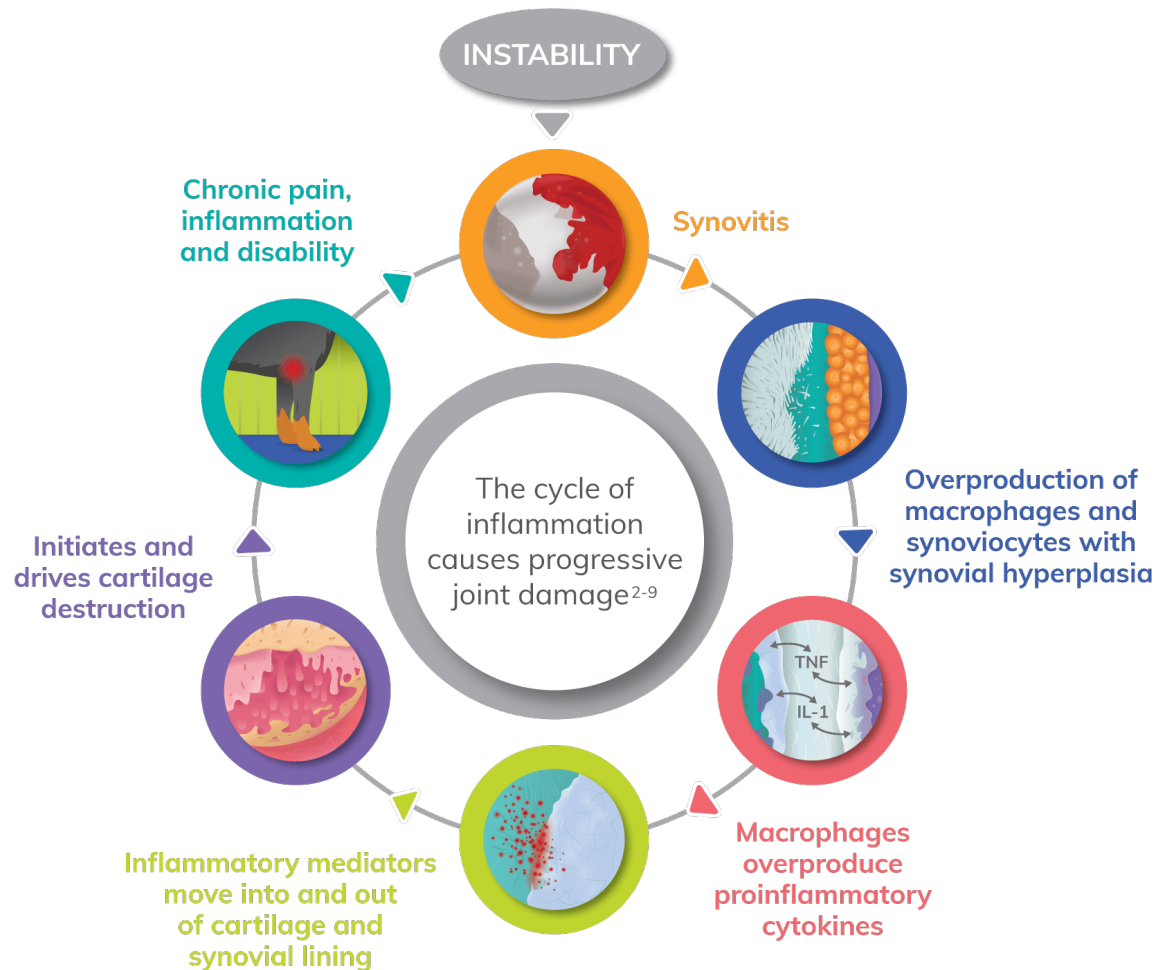 INSTABILITY
Chronic pain,
inflammation
and disability
Synovitis
Overproduction of
macrophages and
synoviocytes with
synovial hyperplasia
The cycle of
inflammation
causes progressive
joint damage2-9
Initiates and
drives cartilage
destruction
TNF
IL-1
Macrophages
overproduce
proinflammatory
cytokines
Inflammatory mediators
move into and out
of cartilage and
synovial lining